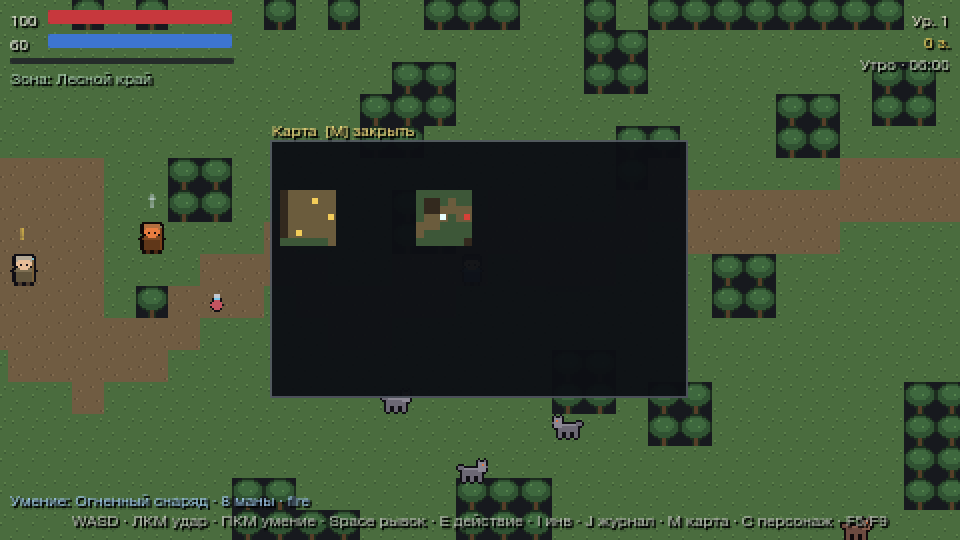 100
Ур. 1
60
0 з.
Утро · 06:00
Зона: Лесной край
Карта [M] закрыть
!
Умение: Огненный снаряд · 8 маны · fire
WASD · ЛКМ удар · ПКМ умение · Space рывок · E действие · I инв · J журнал · M карта · C персонаж · F5/F9